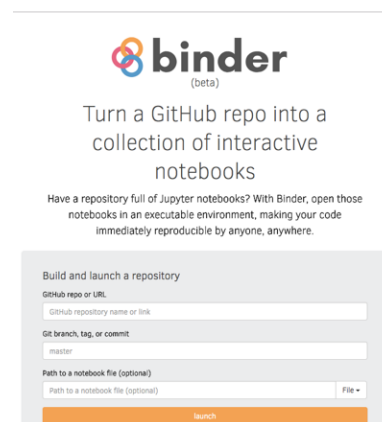 binder
(beta)
Turn a GitHub repo into a
collection of interactive
notebooks
Have a repository full of Jupyter notebooks? With Binder, open those
notebooks in an executable environment, making your code
immediately reproducible by anyone, anywhere.
Build and launch a repository
GitHub repo or URL
GitHub repository name or link
Git branch, tag, or commit
master
Path to a notebook file (optional)
Path to a notebook file (optional) File
launch